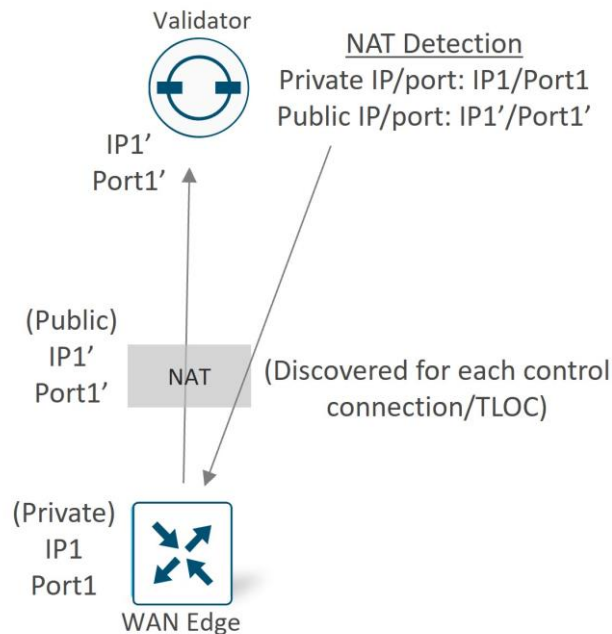 Validator
NAT Detection
Private IP/port: IP1/Port1
Public IP/port: IP1’/Port1’
IP1’
Port1’
(Public)
IP1’
Port1’
NAT
(Discovered for each control
connection/TLOC)
(Private)
IP1
Port1
WAN Edge